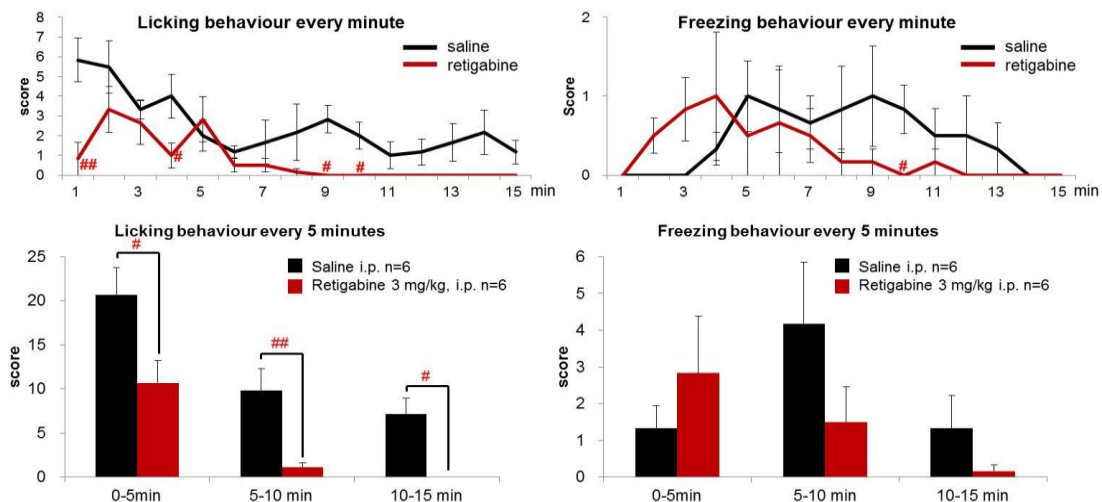 Licking behaviour every minute
8
7
6
5
4
3
2
1
0
score
saline
retigabine
##
#
#
#
1 3 5 7 9 11 13 15 min
Freezing behaviour every minute
2
1
0
Score
saline
retigabine
#
1 3 5 7 9 11 13 15 min
Licking behaviour every 5 minutes
25
20
15
10
5
0
score
#
##
#
Saline i.p. n=6
Retigabine 3 mg/kg, i.p. n=6
0-5min 5-10 min 10-15 min
Freezing behaviour every 5 minutes
6
5
4
3
2
1
0
score
Saline i.p. n=6
Retigabine 3 mg/kg i.p. n=6
0-5min 5-10 min 10-15 min